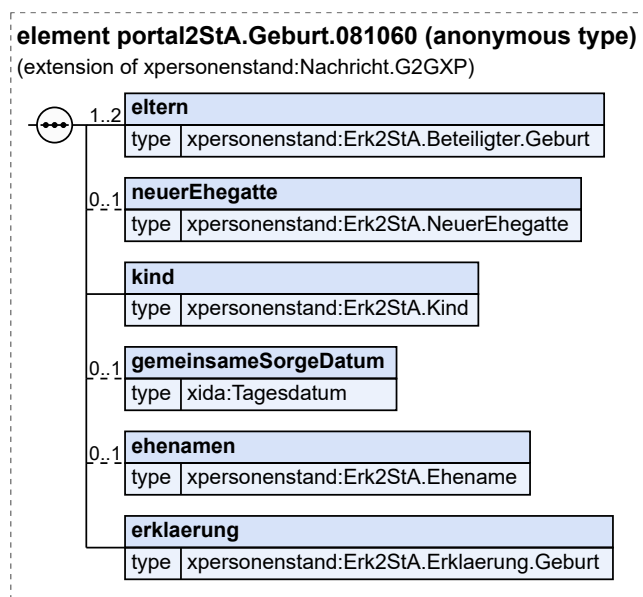 element portal2StA.Geburt.081060 (anonymous type)
(extension of xpersonenstand:Nachricht.G2GXP)
1..2 eltern
type xpersonenstand:Erk2StA.Beteiligter.Geburt
0..1 neuerEhegatte
type xpersonenstand:Erk2StA.NeuerEhegatte
kind
type xpersonenstand:Erk2StA.Kind
0..1 gemeinsameSorgeDatum
type xida:Tagesdatum
0..1 ehenamen
type xpersonenstand:Erk2StA.Ehename
erklaerung
type xpersonenstand:Erk2StA.Erklaerung.Geburt